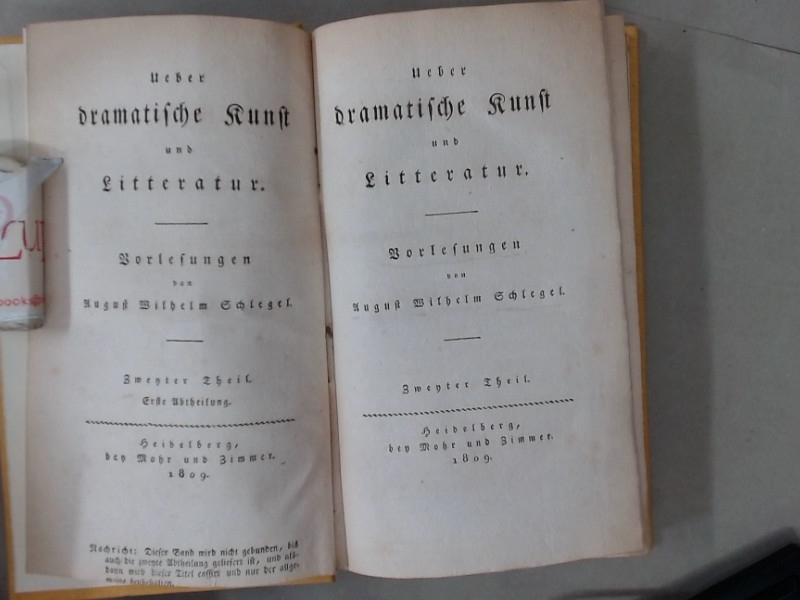 Ueber
dramatische Kunst
und
Litteratur.
Vorlesungen
von
August Wilhelm Schlegel.
Zweyter Theil.
Erste Abtheilung.
Heidelberg,
bey Mohr und Zimmer.
1809.
Nachricht: Dieser Band wird nicht gebunden, bis
auch die zweyte Abtheilung geliefert ist, und als-
dann wird dieser Titel cassirt und nur der allge-
meine beybehalten.
Ueber
dramatische Kunst
und
Litteratur.
Vorlesungen
von
August Wilhelm Schlegel.
Zweyter Theil.
Heidelberg,
bey Mohr und Zimmer.
1809.